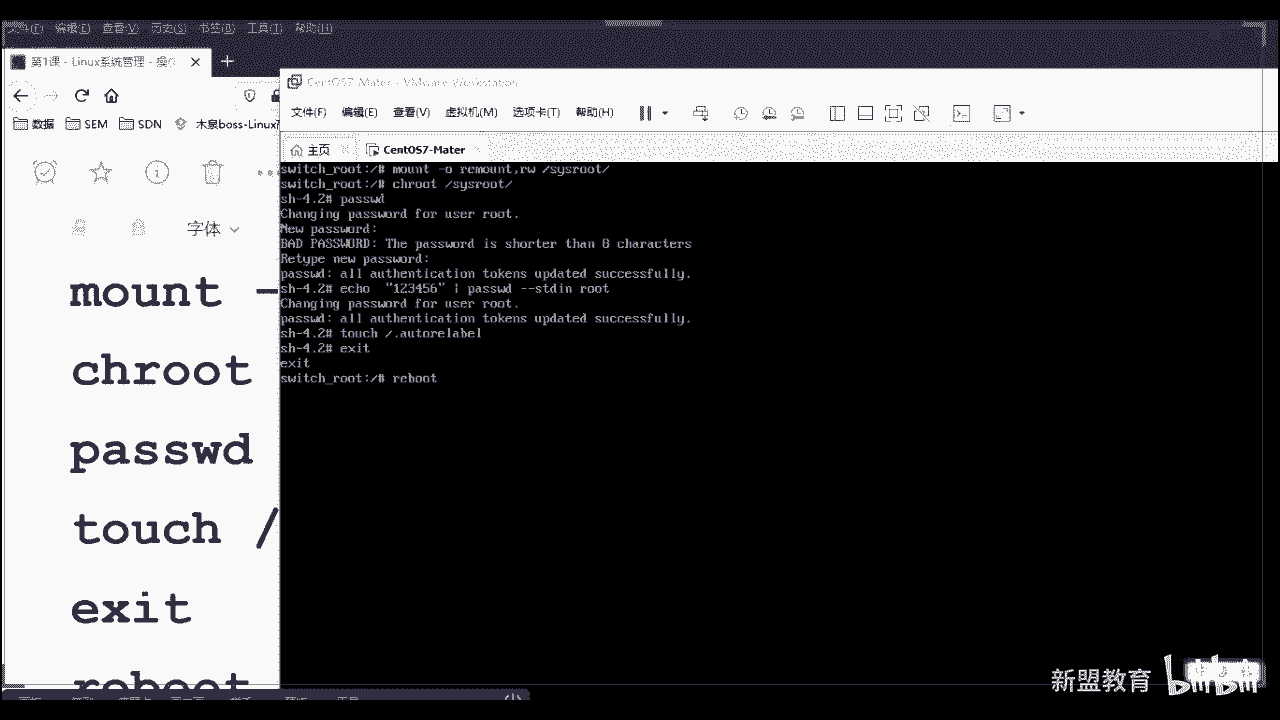 文件(F) 编辑(E) 查看(V) 历史(S) 书签(B) 工具(T) 帮助(H)
第1课 - Linux系统管理 - 操
数据 SEM SDN 木泉boss-Linux
字体
mount -
chroot
passwd
touch /
exit
reboot
CentOS7-Mater - VMware Workstation
文件(F) 编辑(E) 查看(V) 虚拟机(M) 选项卡(T) 帮助(H)
主页 CentOS7-Mater
switch_root:/# mount -o remount,rw /sysroot/
switch_root:/# chroot /sysroot/
sh-4.2# passwd
Changing password for user root.
New password:
BAD PASSWORD: The password is shorter than 8 characters
Retype new password:
passwd: all authentication tokens updated successfully.
sh-4.2# echo  "123456" | passwd --stdin root
Changing password for user root.
passwd: all authentication tokens updated successfully.
sh-4.2# touch /.autorelabel
sh-4.2# exit
exit
switch_root:/# reboot
新盟教育 bilibili